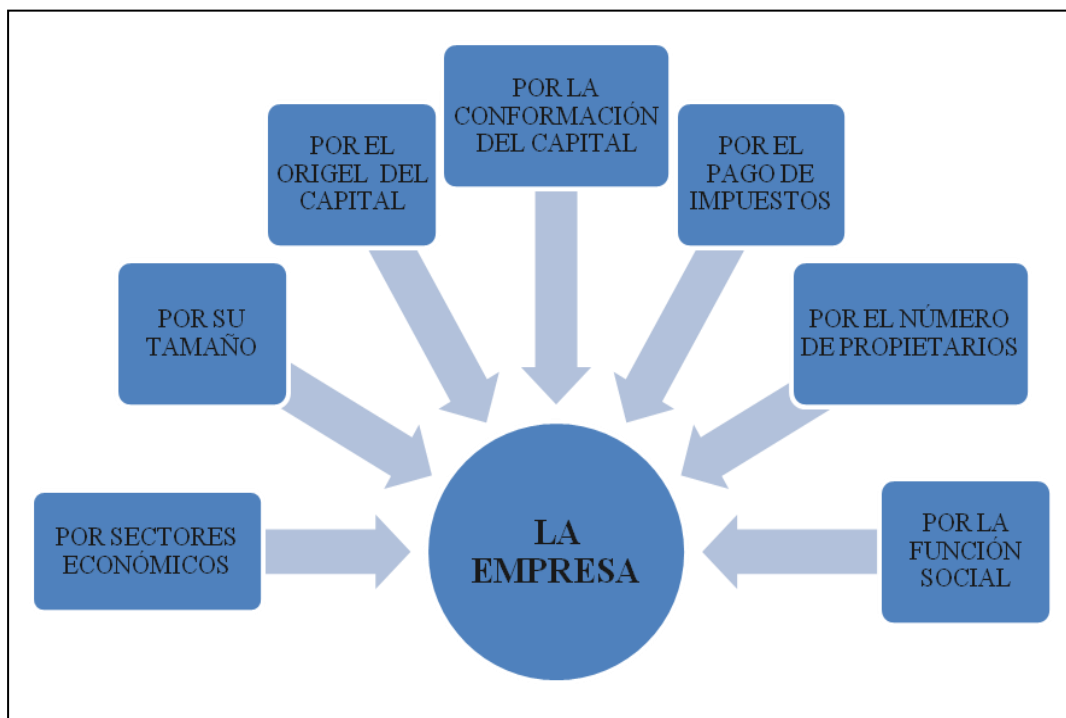 POR LA
CONFORMACIÓN
DEL CAPITAL
POR EL
ORIGEL DEL
CAPITAL
POR EL
PAGO DE
IMPUESTOS
POR SU
TAMAÑO
POR EL NÚMERO
DE PROPIETARIOS
POR SECTORES
ECONÓMICOS
LA
EMPRESA
POR LA
FUNCIÓN
SOCIAL